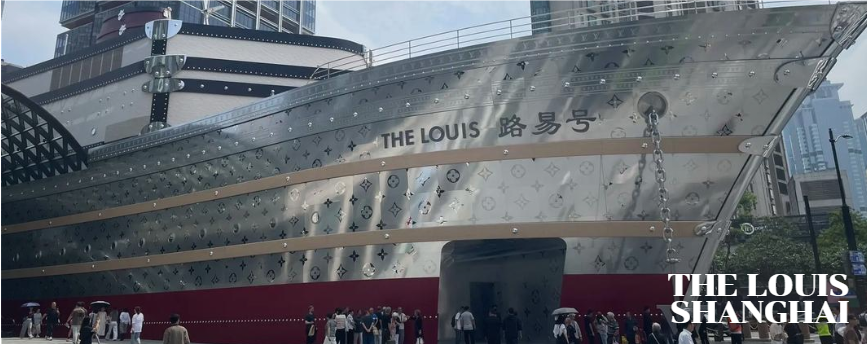 THE LOUIS 路易号
THE LOUIS
SHANGHAI